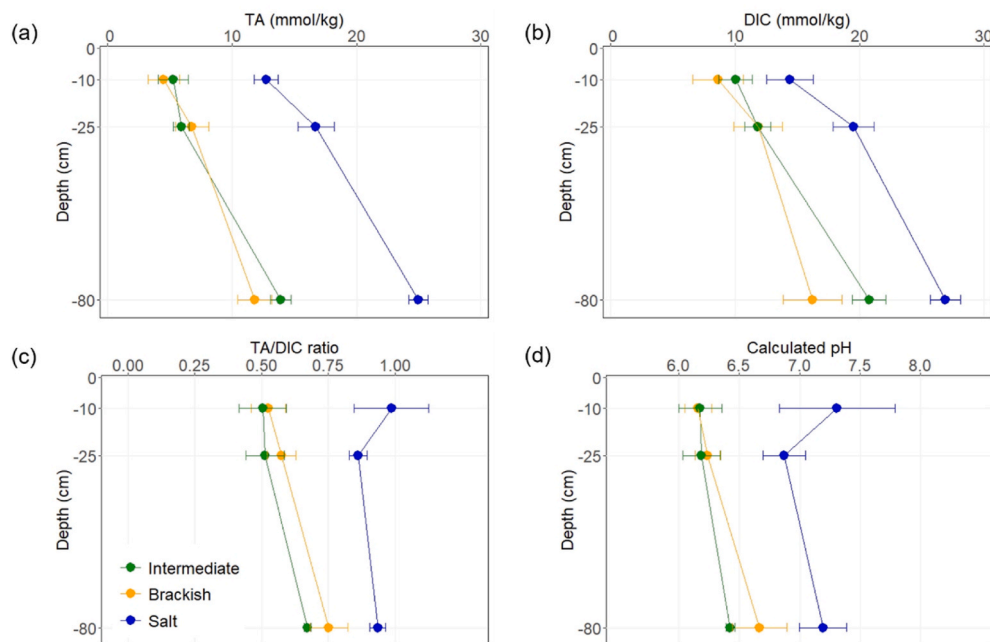 (a)
TA (mmol/kg)
0 10 20 30
0
-10
-25
-80
Depth (cm)
(b)
DIC (mmol/kg)
0 10 20 30
0
-10
-25
-80
Depth (cm)
(c)
TA/DIC ratio
0.00 0.25 0.50 0.75 1.00
0
-10
-25
-80
Depth (cm)
Intermediate
Brackish
Salt
(d)
Calculated pH
6.0 6.5 7.0 7.5 8.0
0
-10
-25
-80
Depth (cm)